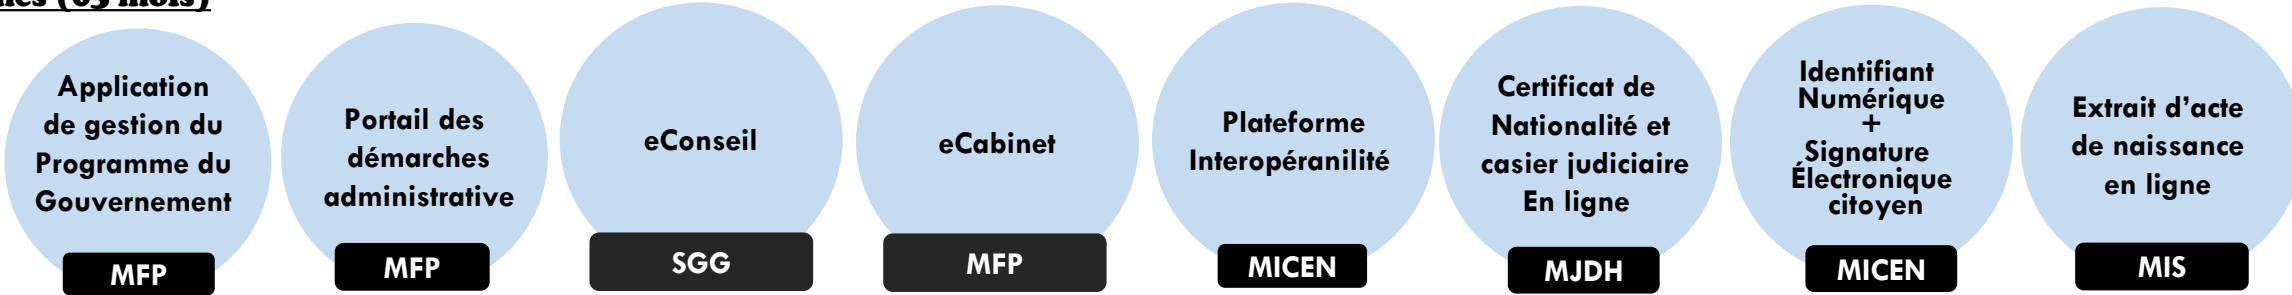 (03 mois)
Application
de gestion du
Programme du
Gouvernement
MFP
Portail des
démarches
administrative
MFP
eConseil
SGG
eCabinet
MFP
Plateforme
Interopéranilité
MICEN
Certificat de
Nationalité et
casier judiciaire
En ligne
MJDH
Identifiant
Numérique
+
Signature
Électronique
citoyen
MICEN
Extrait d’acte
de naissance
en ligne
MIS